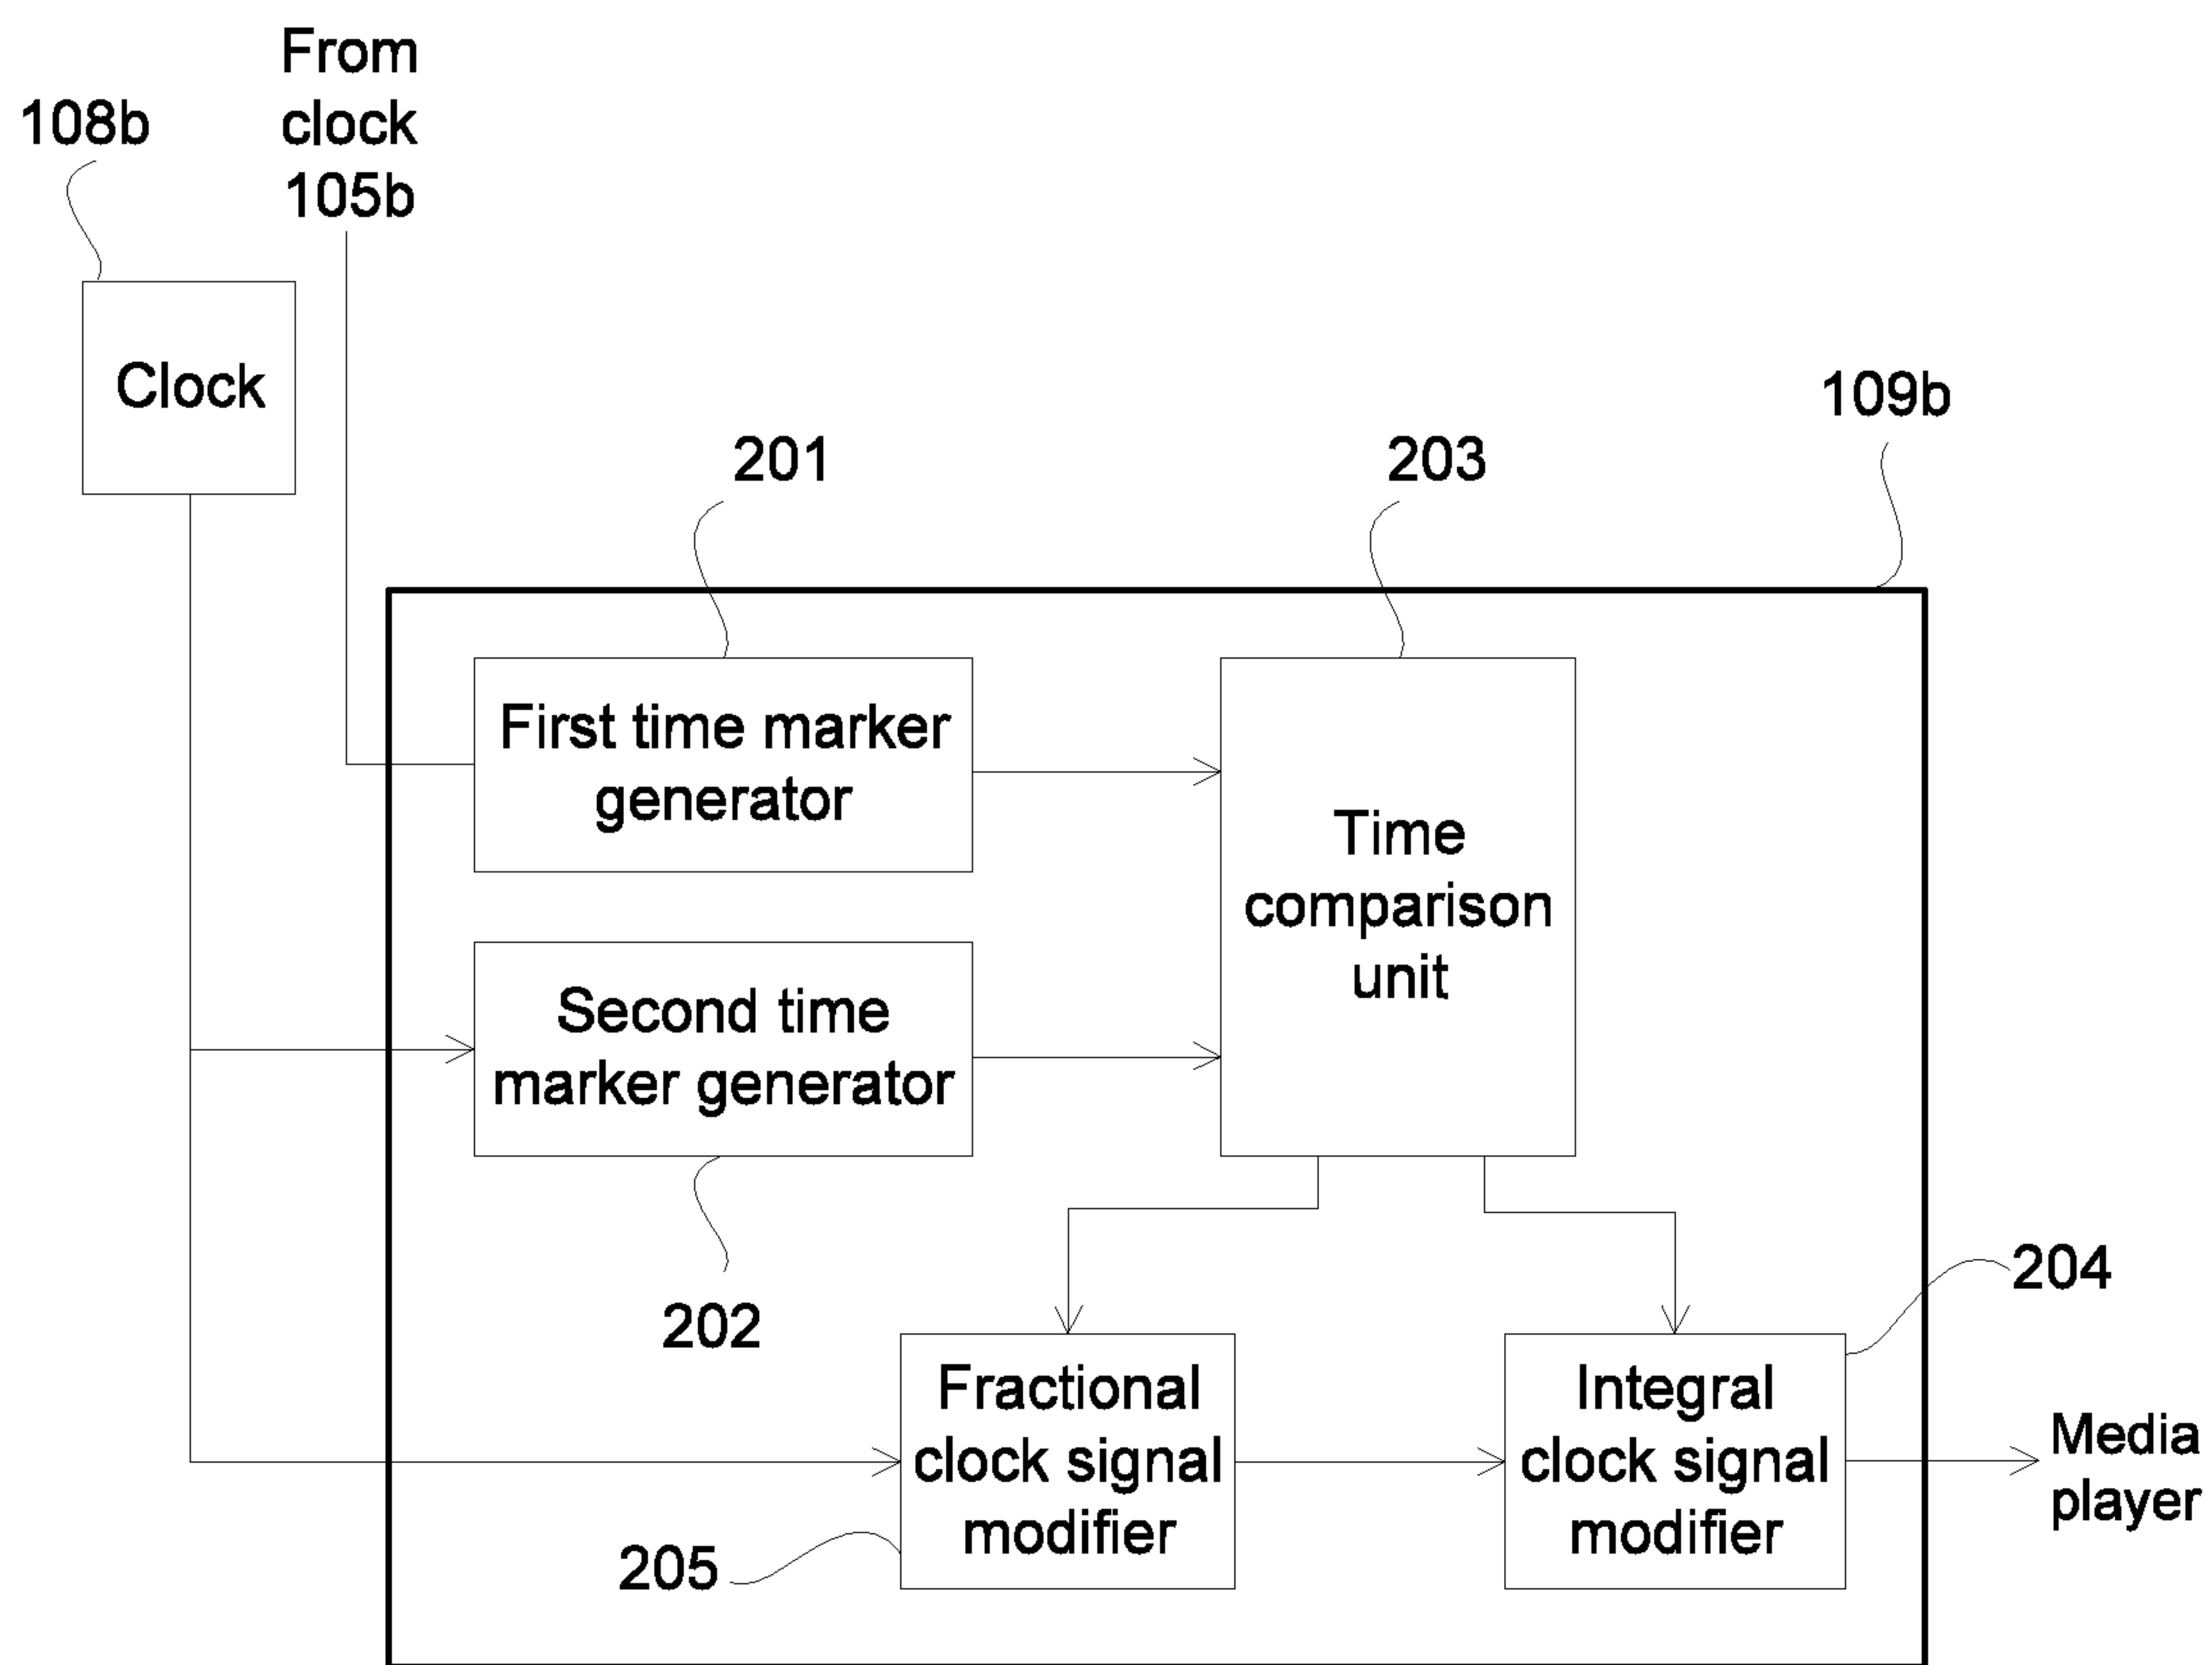 From
clock
105b
108b
Clock
109b
201
203
First time marker
generator
Time
comparison
unit
Second time
marker generator
202
204
Fractional
clock signal
modifier
Integral
clock signal
modifier
Media
player
205